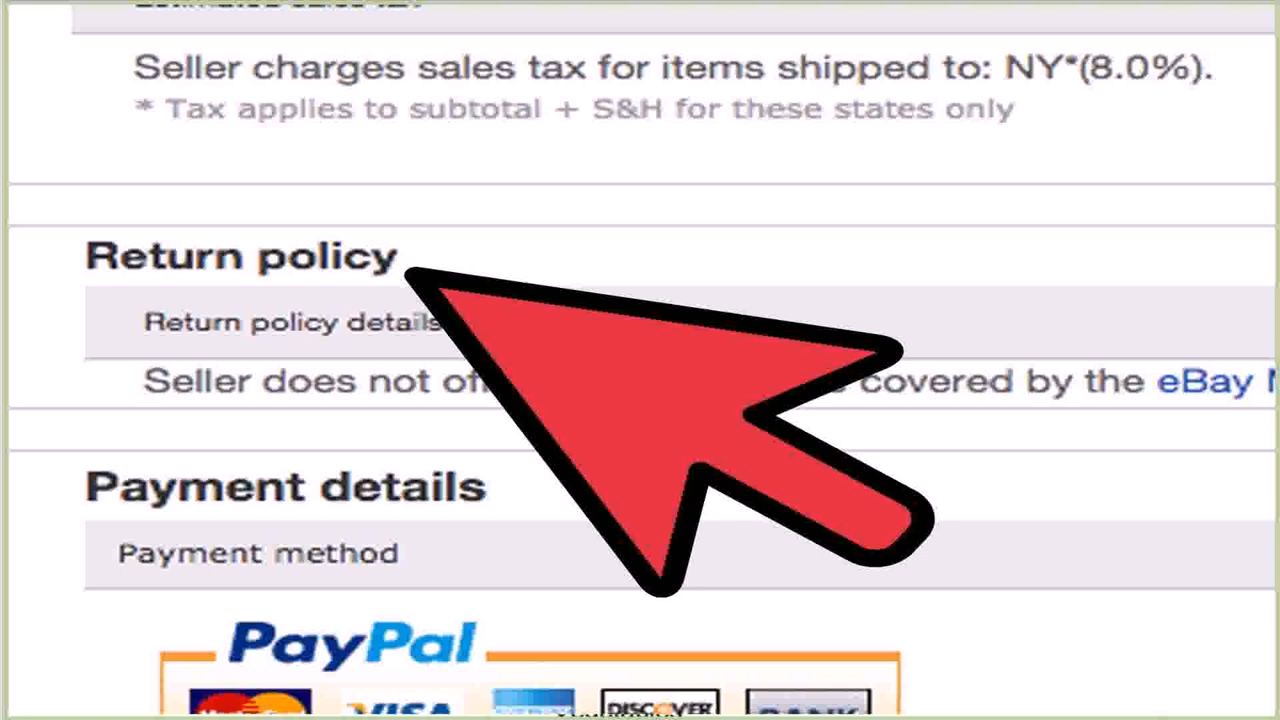 Seller charges sales tax for items shipped to: NY*(8.0%).
* Tax applies to subtotal + S&H for these states only
Return policy
Return policy details
Seller does not covered by the eBay
Payment details
Payment method
PayPal
VISA DISCOVER BANK